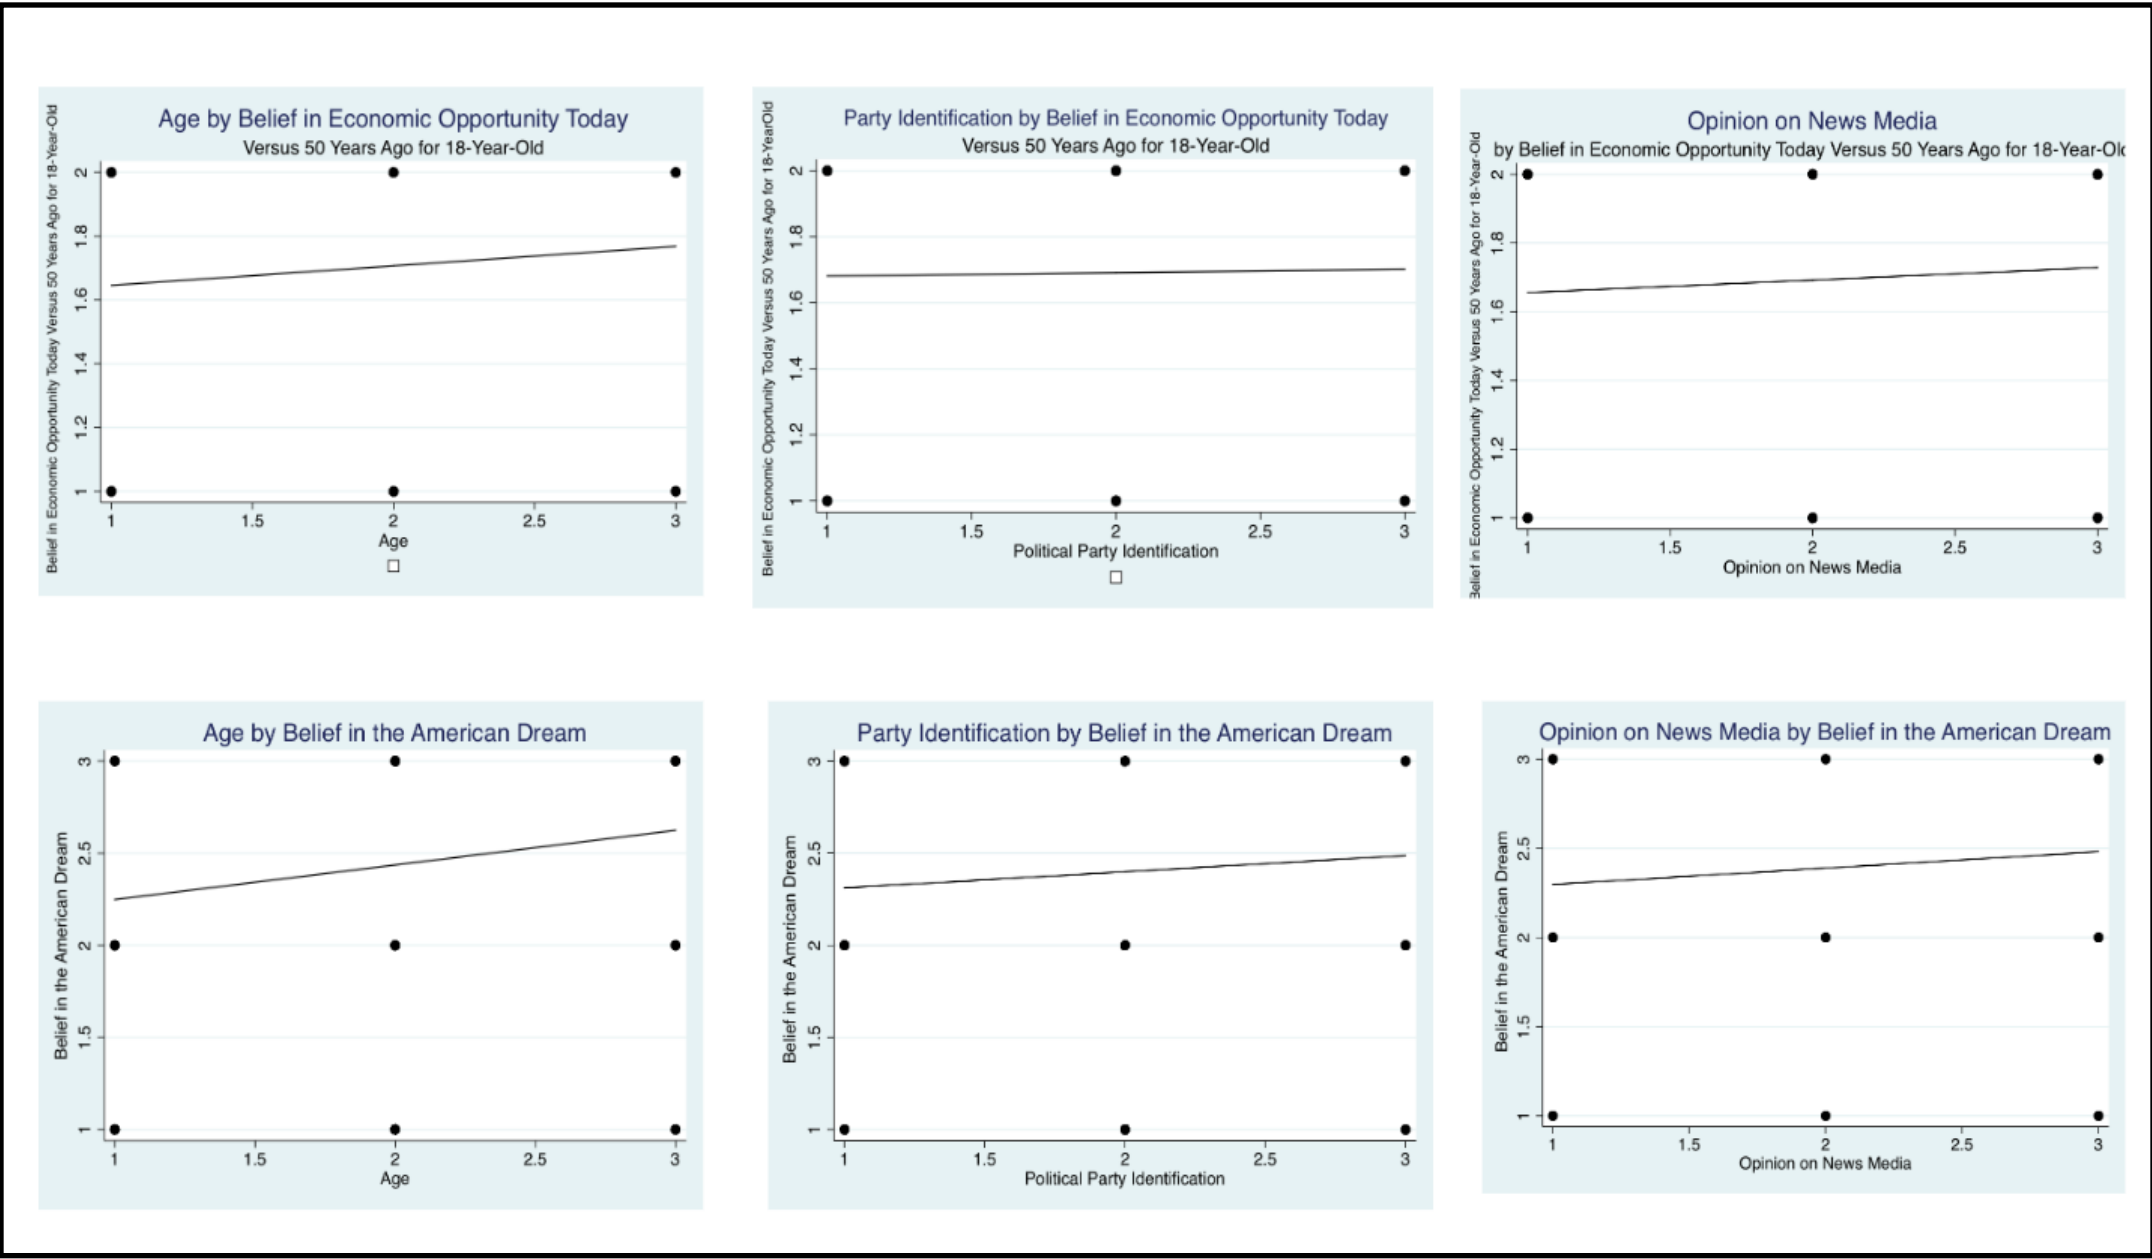 Age by Belief in Economic Opportunity Today
Versus 50 Years Ago for 18-Year-Old
Belief in Economic Opportunity Today Versus 50 Years Ago for 18-Year-Old
2
1.8
1.6
1.4
1.2
1
1 1.5 2 2.5 3
Age
Party Identification by Belief in Economic Opportunity Today
Versus 50 Years Ago for 18-Year-Old
Belief in Economic Opportunity Today Versus 50 Years Ago for 18-YearOld
2
1.8
1.6
1.4
1.2
1
1 1.5 2 2.5 3
Political Party Identification
Opinion on News Media
by Belief in Economic Opportunity Today Versus 50 Years Ago for 18-Year-Old
Belief in Economic Opportunity Today Versus 50 Years Ago for 18-Year-Old
2
1.8
1.6
1.4
1.2
1
1 1.5 2 2.5 3
Opinion on News Media
Age by Belief in the American Dream
Belief in the American Dream
3
2.5
2
1.5
1
1 1.5 2 2.5 3
Age
Party Identification by Belief in the American Dream
Belief in the American Dream
3
2.5
2
1.5
1
1 1.5 2 2.5 3
Political Party Identification
Opinion on News Media by Belief in the American Dream
Belief in the American Dream
3
2.5
2
1.5
1
1 1.5 2 2.5 3
Opinion on News Media